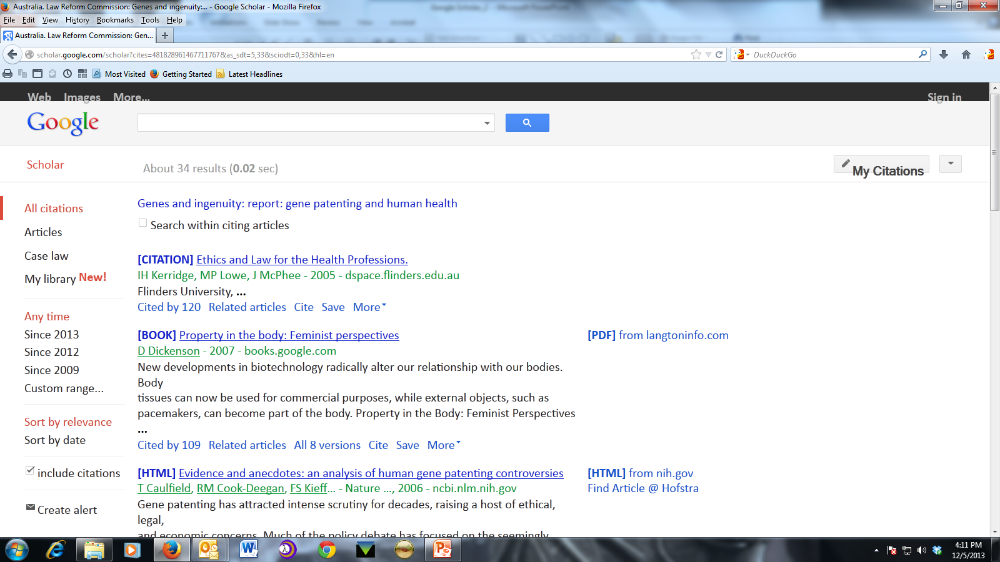 Australia. Law Reform Commission: Genes and ingenuity:... - Google Scholar - Mozilla Firefox
File Edit View History Bookmarks Tools Help
Australia. Law Reform Commission: Gen...
scholar.google.com/scholar?cites=481828961467711767&as_sdt=5,33&sciodt=0,33&hl=en
DuckDuckGo
Most Visited Getting Started Latest Headlines
Web Images More... Sign in
Google
Scholar
About 34 results (0.02 sec)
My Citations
All citations
Articles
Case law
My library New!
Any time
Since 2013
Since 2012
Since 2009
Custom range...
Sort by relevance
Sort by date
include citations
Create alert
Genes and ingenuity: report: gene patenting and human health
Search within citing articles
[CITATION] Ethics and Law for the Health Professions.
IH Kerridge, MP Lowe, J McPhee - 2005 - dspace.flinders.edu.au
Flinders University, ...
Cited by 120 Related articles Cite Save More
[BOOK] Property in the body: Feminist perspectives
D Dickenson - 2007 - books.google.com
New developments in biotechnology radically alter our relationship with our bodies.
Body
tissues can now be used for commercial purposes, while external objects, such as
pacemakers, can become part of the body. Property in the Body: Feminist Perspectives
...
Cited by 109 Related articles All 8 versions Cite Save More
[PDF] from langtoninfo.com
[HTML] Evidence and anecdotes: an analysis of human gene patenting controversies
T Caulfield, RM Cook-Deegan, FS Kieff... - Nature ..., 2006 - ncbi.nlm.nih.gov
Gene patenting has attracted intense scrutiny for decades, raising a host of ethical,
legal,
and economic concerns. Much of the policy debate has focused on the seemingly
[HTML] from nih.gov
Find Article @ Hofstra
4:11 PM
12/5/2013